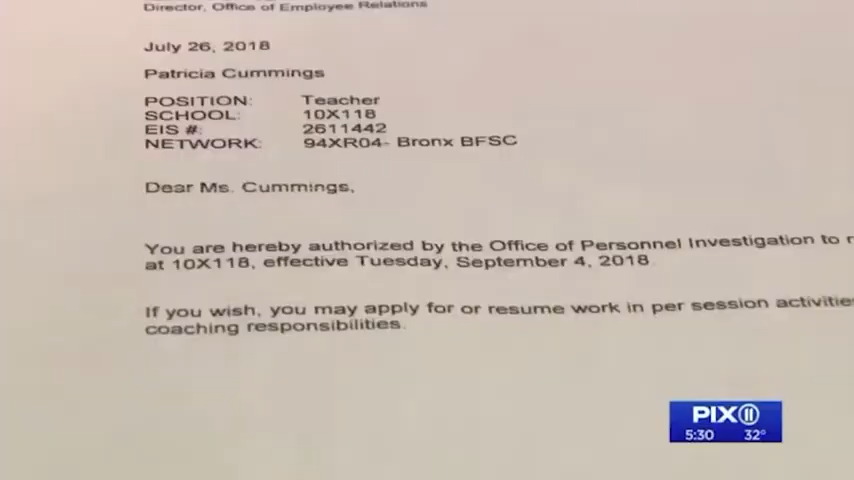 Director, Office of Employee Relations
July 26, 2018
Patricia Cummings
POSITION: Teacher
SCHOOL: 10X118
EIS #: 2611442
NETWORK: 94XR04- Bronx BFSC
Dear Ms. Cummings,
You are hereby authorized by the Office of Personnel Investigation to
at 10X118, effective Tuesday, September 4, 2018
If you wish, you may apply for or resume work in per session activities
coaching responsibilities.
PIX11
5:30 32°